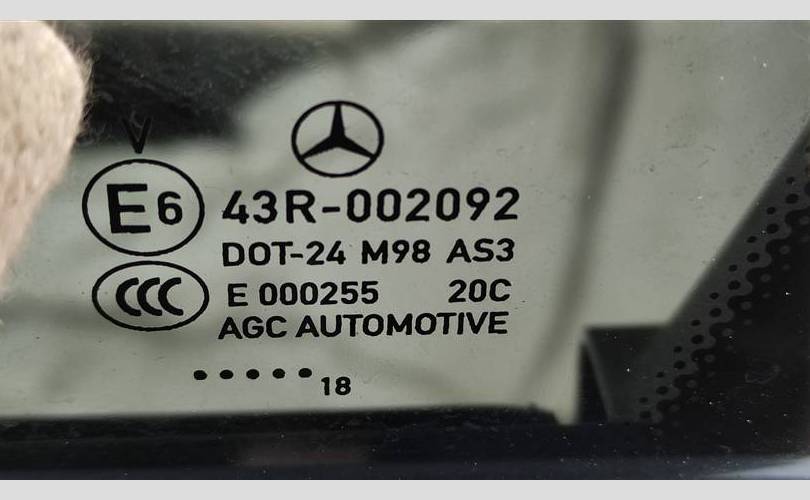 V
E6 43R-002092
DOT-24 M98 AS3
CCC E 000255 20C
AGC AUTOMOTIVE
..... 18